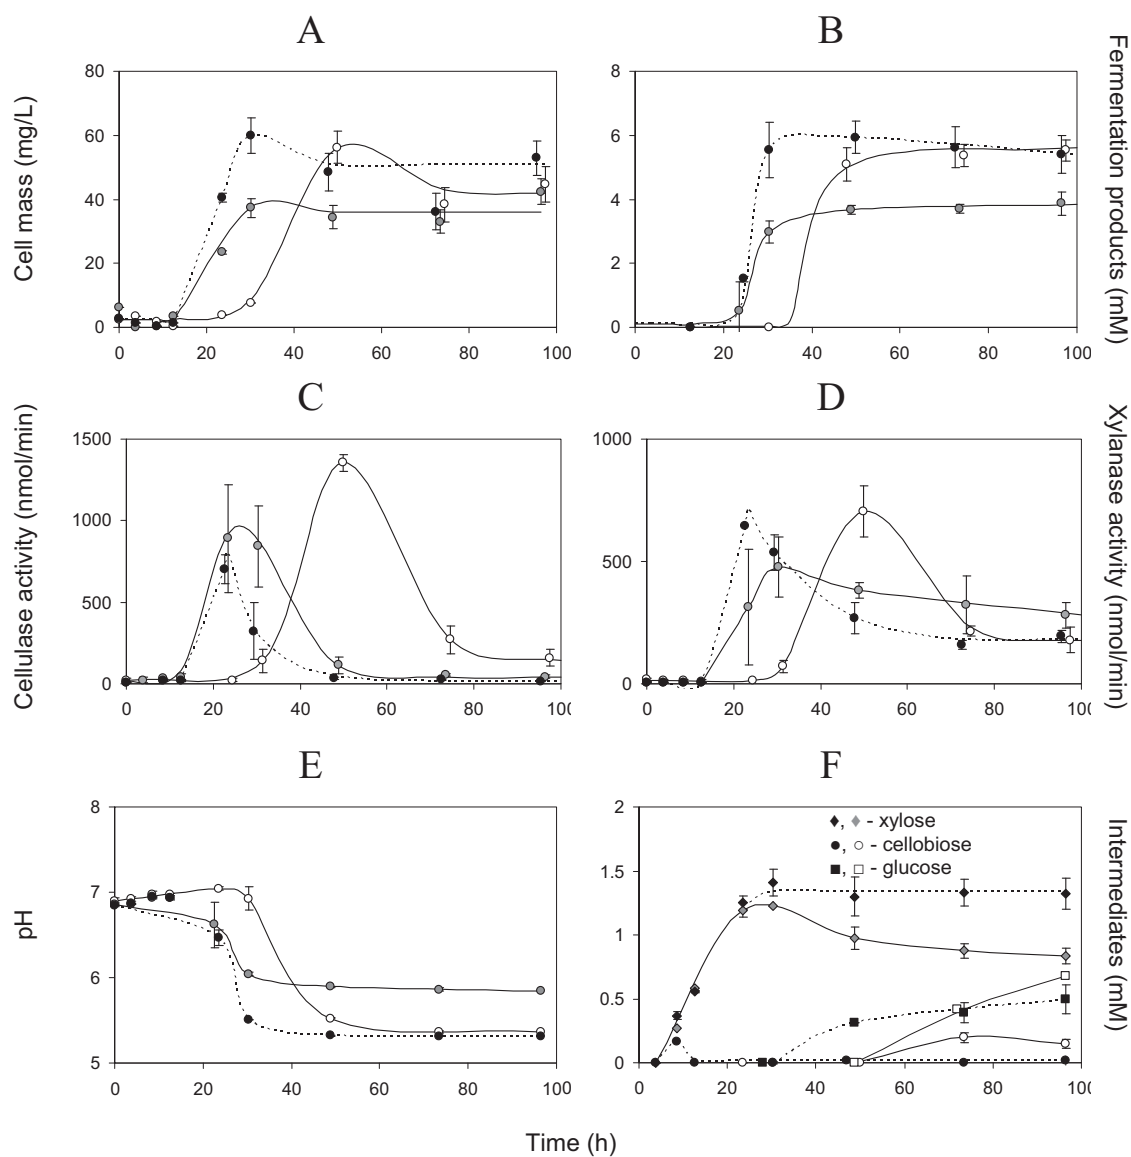 A
B
Cell mass (mg/L)
80
60
40
20
0
0 20 40 60 80 100
8
6
4
2
0
0 20 40 60 80 100
Fermentation products (mM)
C
D
Cellulase activity (nmol/min)
1500
1000
500
0
0 20 40 60 80 10
1000
500
0
0 20 40 60 80 10
Xylanase activity (nmol/min)
E
F
pH
8
7
6
5
0 20 40 60 80 100
2
1.5
1
0.5
0
0 20 40 60 80 100
, - xylose
, - cellobiose
, - glucose
Intermediates (mM)
Time (h)